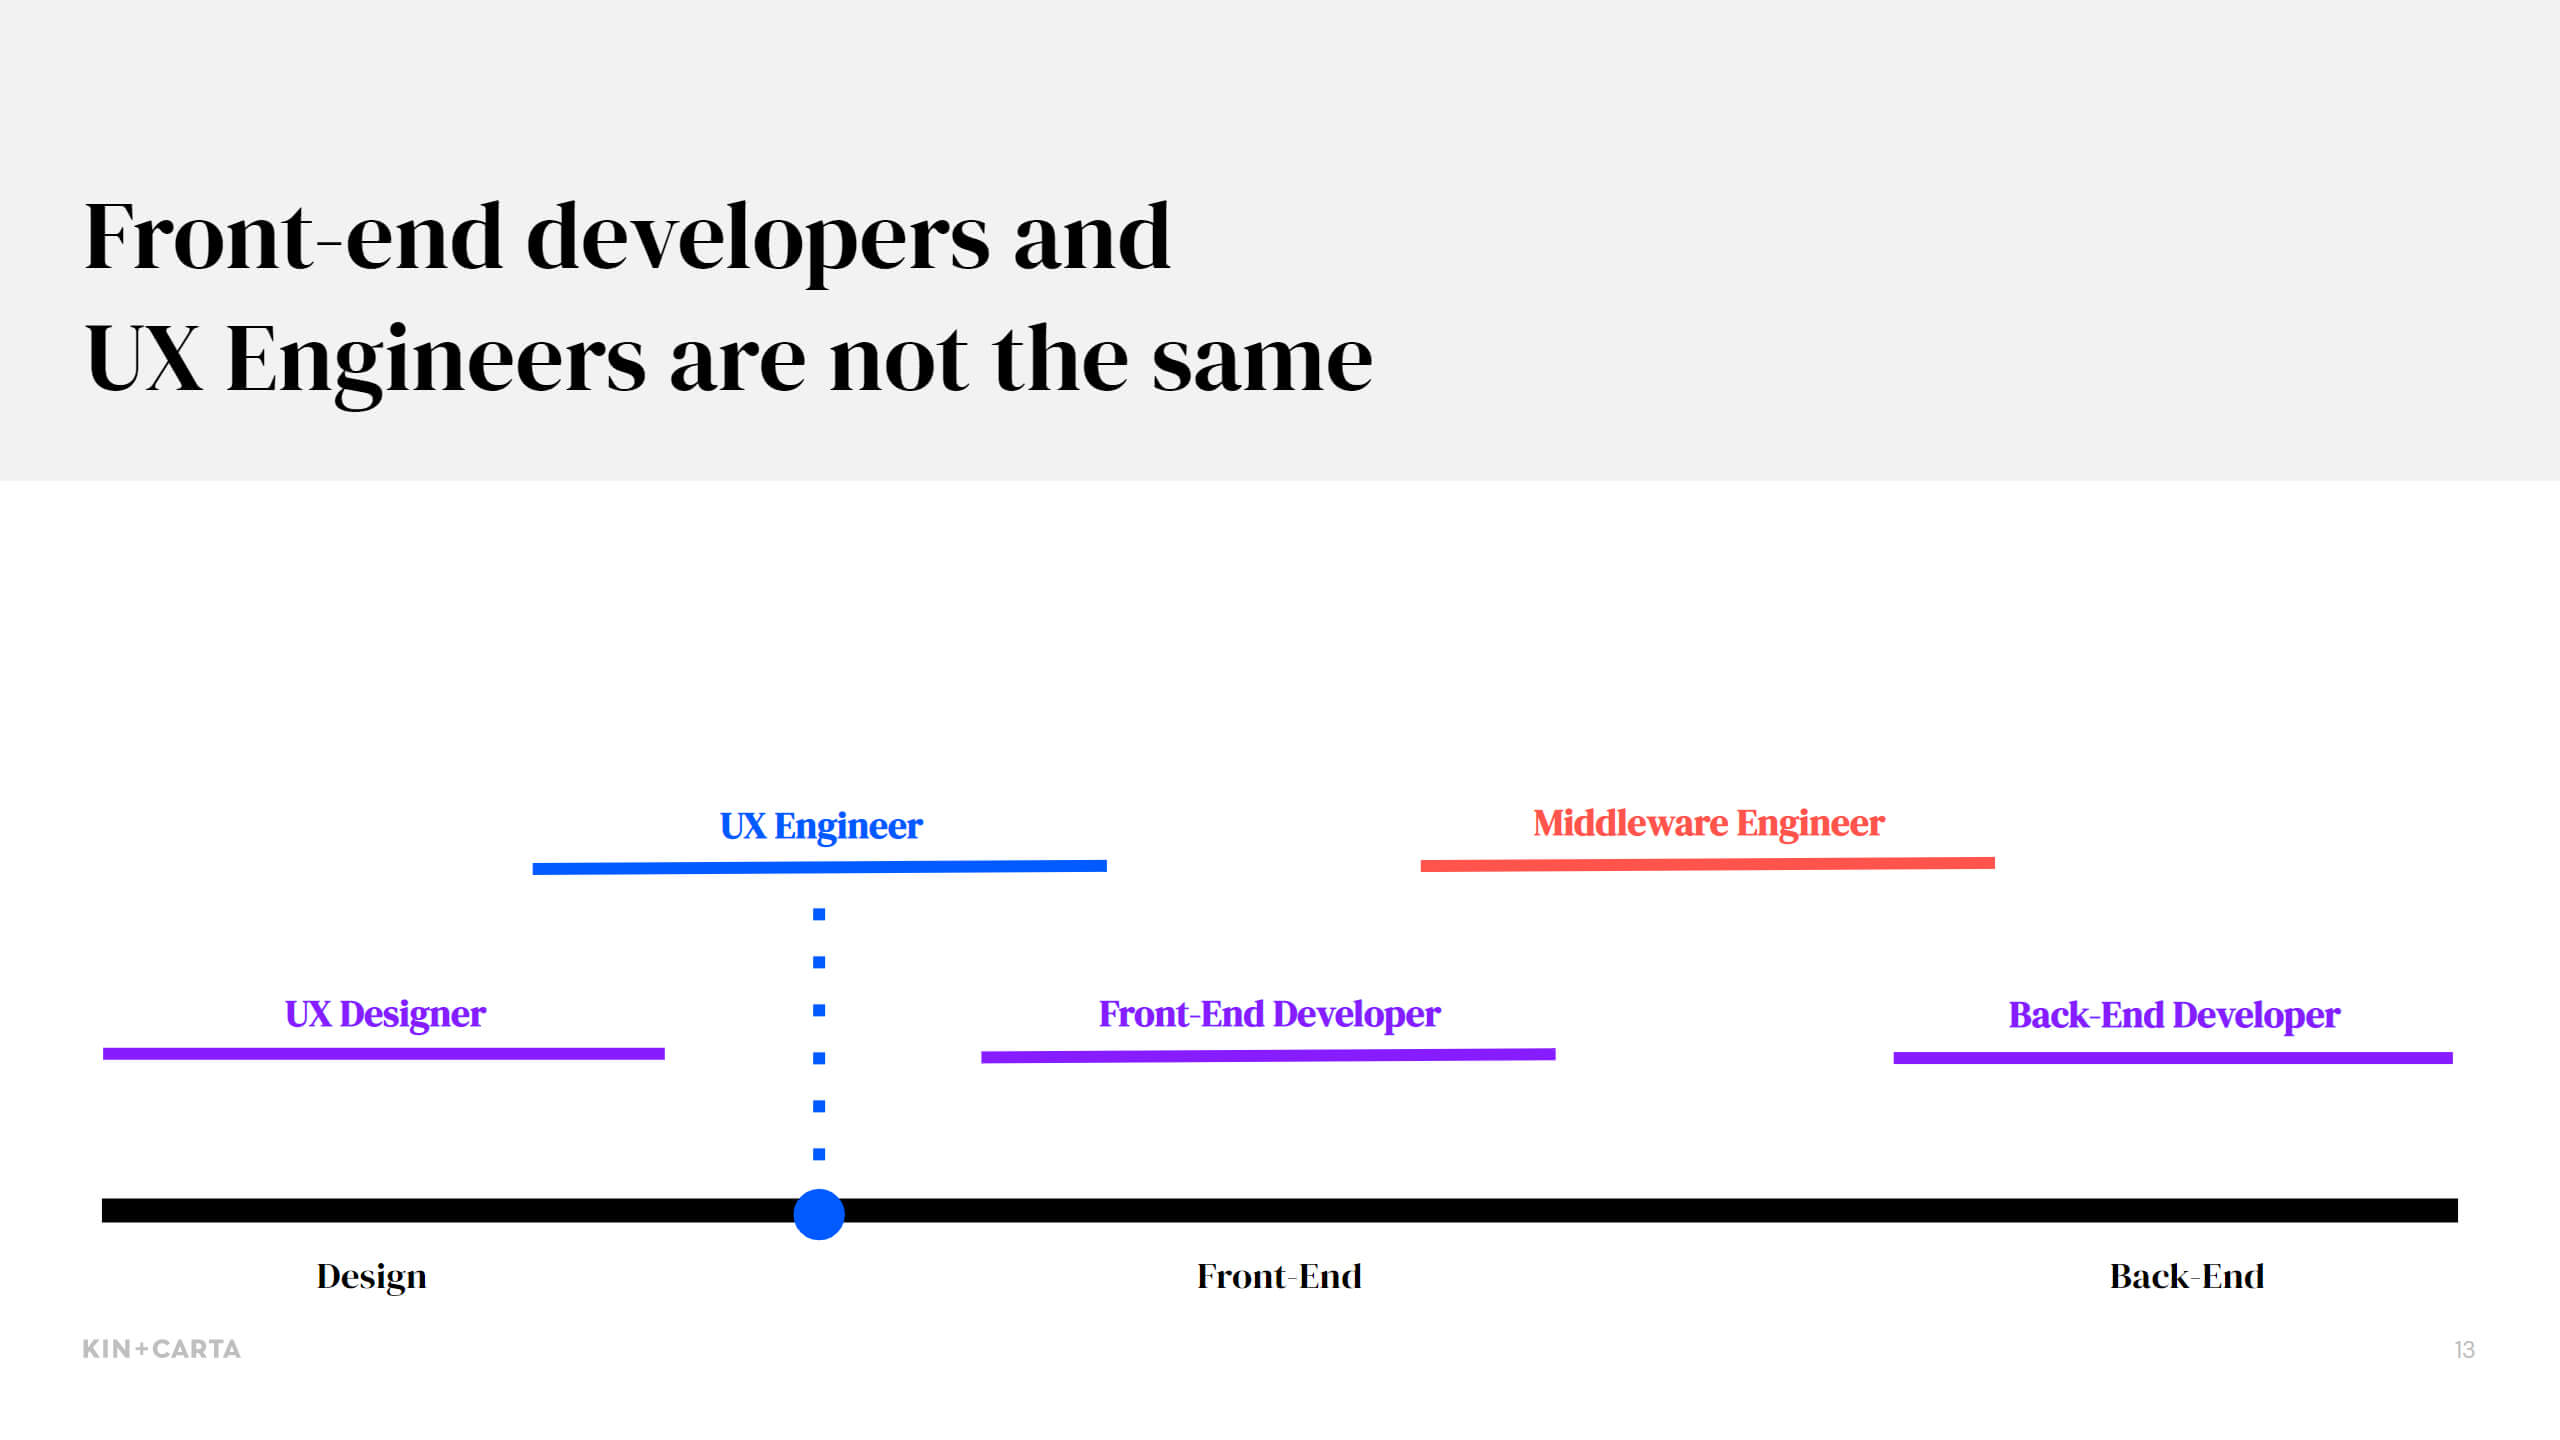 Front-end developers and
UX Engineers are not the same
UX Engineer
Middleware Engineer
UX Designer
Front-End Developer
Back-End Developer
Design
Front-End
Back-End
KIN+CARTA
13